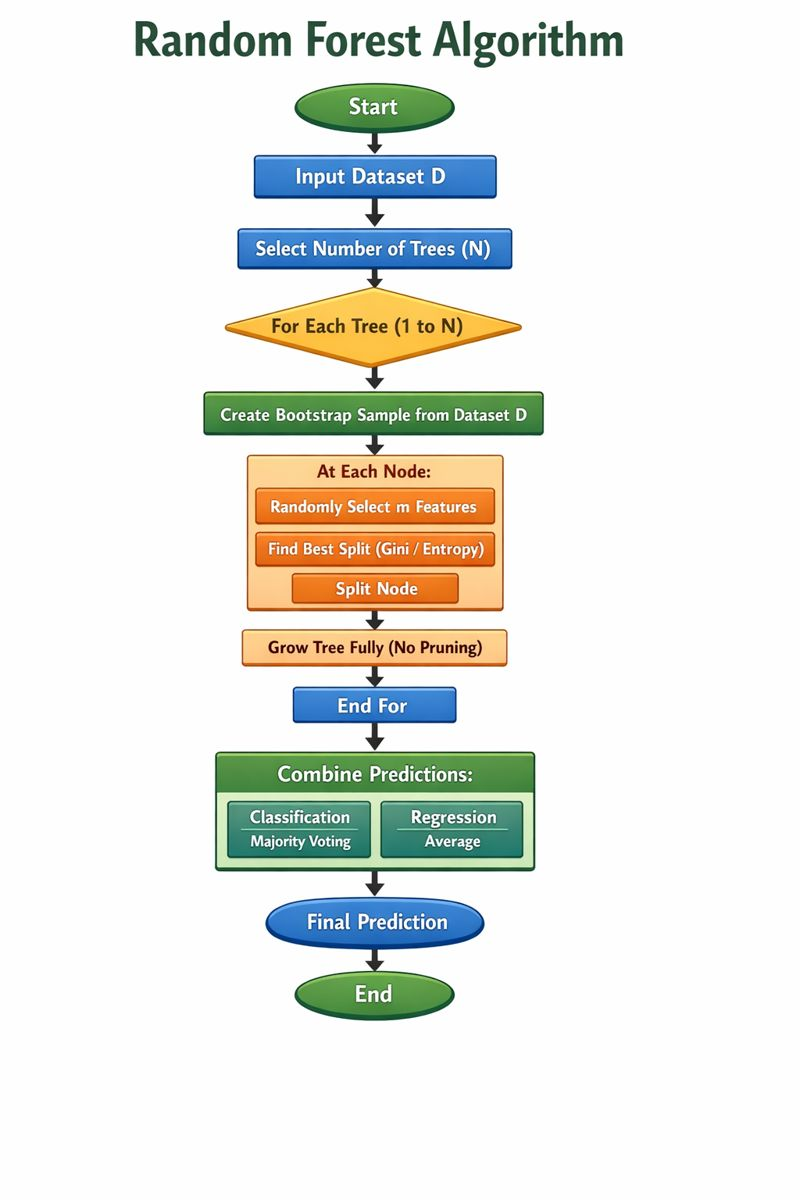 Random Forest Algorithm
Start
Input Dataset D
Select Number of Trees (N)
For Each Tree (1 to N)
Create Bootstrap Sample from Dataset D
At Each Node:
Randomly Select m Features
Find Best Split (Gini / Entropy)
Split Node
Grow Tree Fully (No Pruning)
End For
Combine Predictions:
Classification
Majority Voting
Regression
Average
Final Prediction
End